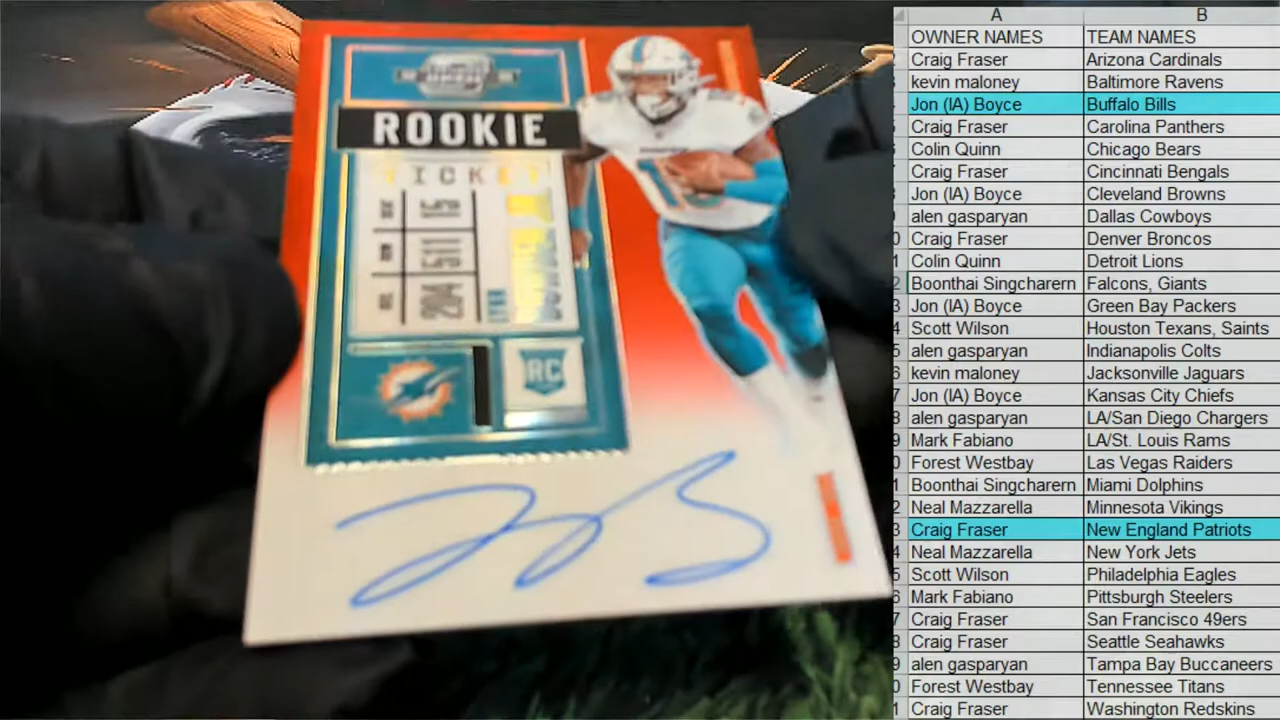 ROOKIE
TICKET
WR 15
511
204
RC
A B
OWNER NAMES TEAM NAMES
Craig Fraser Arizona Cardinals
kevin maloney Baltimore Ravens
Jon (IA) Boyce Buffalo Bills
Craig Fraser Carolina Panthers
Colin Quinn Chicago Bears
Craig Fraser Cincinnati Bengals
Jon (IA) Boyce Cleveland Browns
alen gasparyan Dallas Cowboys
Craig Fraser Denver Broncos
Colin Quinn Detroit Lions
Boonthai Singcharern Falcons, Giants
Jon (IA) Boyce Green Bay Packers
Scott Wilson Houston Texans, Saints
alen gasparyan Indianapolis Colts
kevin maloney Jacksonville Jaguars
Jon (IA) Boyce Kansas City Chiefs
alen gasparyan LA/San Diego Chargers
Mark Fabiano LA/St. Louis Rams
Forest Westbay Las Vegas Raiders
Boonthai Singcharern Miami Dolphins
Neal Mazzarella Minnesota Vikings
Craig Fraser New England Patriots
Neal Mazzarella New York Jets
Scott Wilson Philadelphia Eagles
Mark Fabiano Pittsburgh Steelers
Craig Fraser San Francisco 49ers
Craig Fraser Seattle Seahawks
alen gasparyan Tampa Bay Buccaneers
Forest Westbay Tennessee Titans
Craig Fraser Washington Redskins